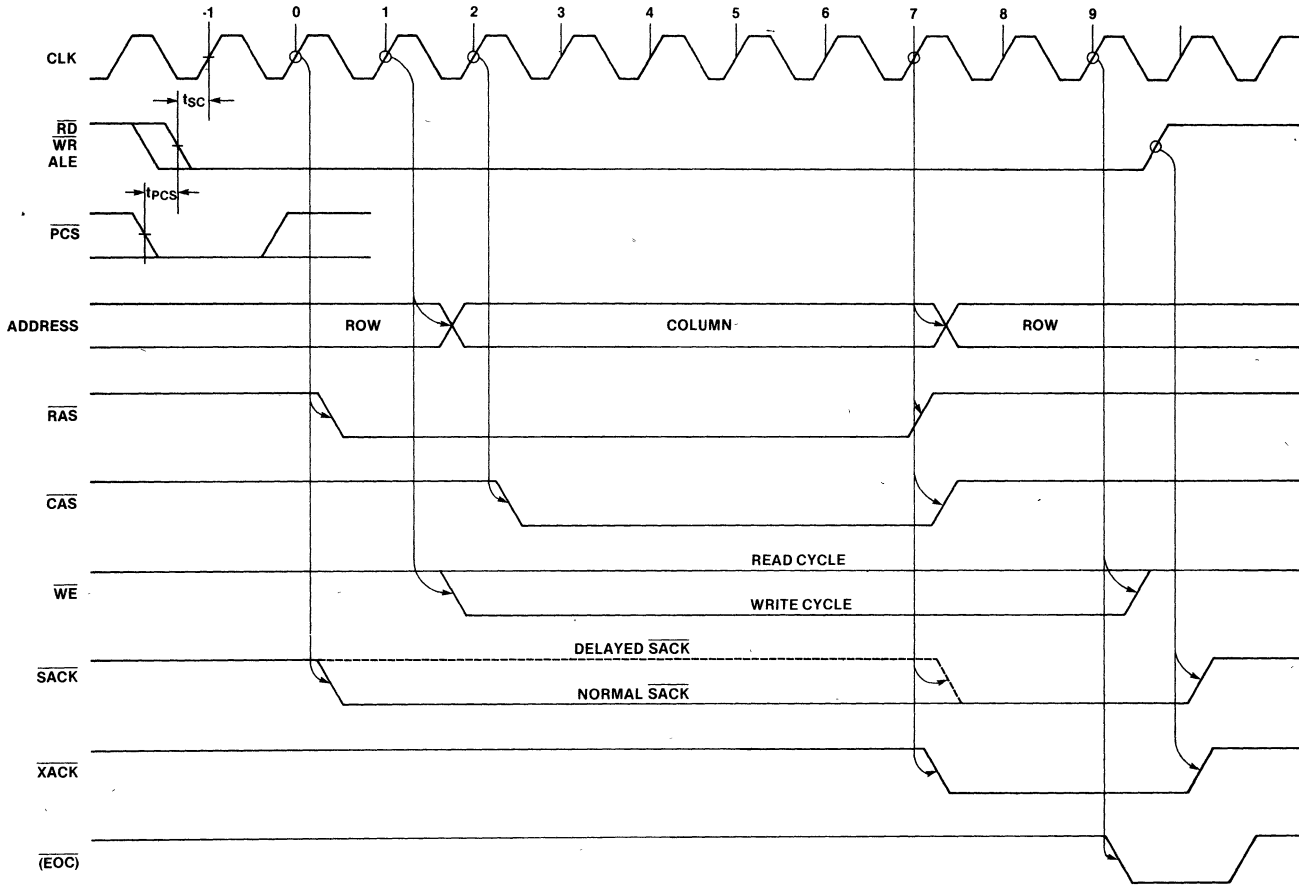 -1 0 1 2 3 4 5 6 7 8 9
CLK
tSC
RD
WR
ALE
tPCS
PCS
ADDRESS ROW COLUMN ROW
RAS
CAS
READ CYCLE
WE
WRITE CYCLE
DELAYED SACK
SACK
NORMAL SACK
XACK
(EOC)